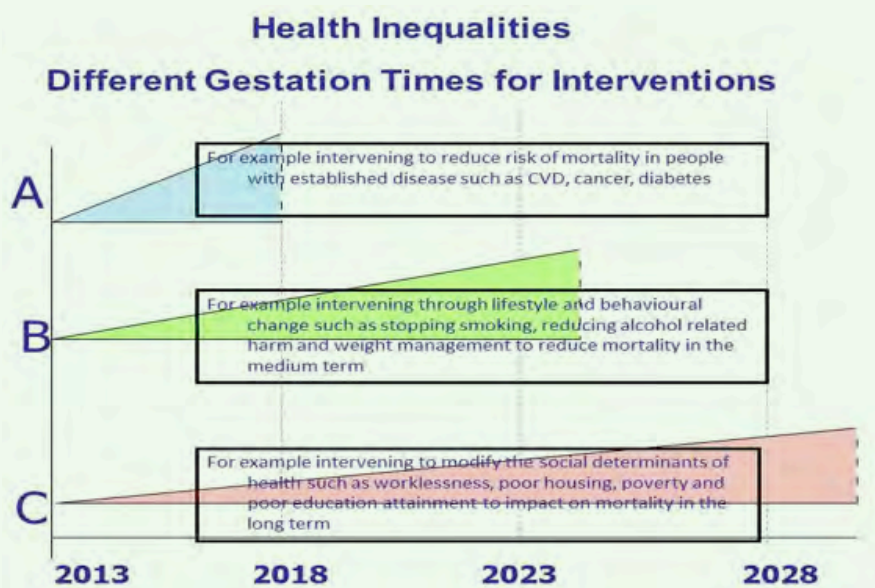 Health Inequalities
Different Gestation Times for Interventions
A
For example intervening to reduce risk of mortality in people
with established disease such as CVD, cancer, diabetes
B
For example intervening through lifestyle and behavioural
change such as stopping smoking, reducing alcohol related
harm and weight management to reduce mortality in the
medium term
C
For example intervening to modify the social determinants of
health such as worklessness, poor housing, poverty and
poor education attainment to impact on mortality in the
long term
2013 2018 2023 2028